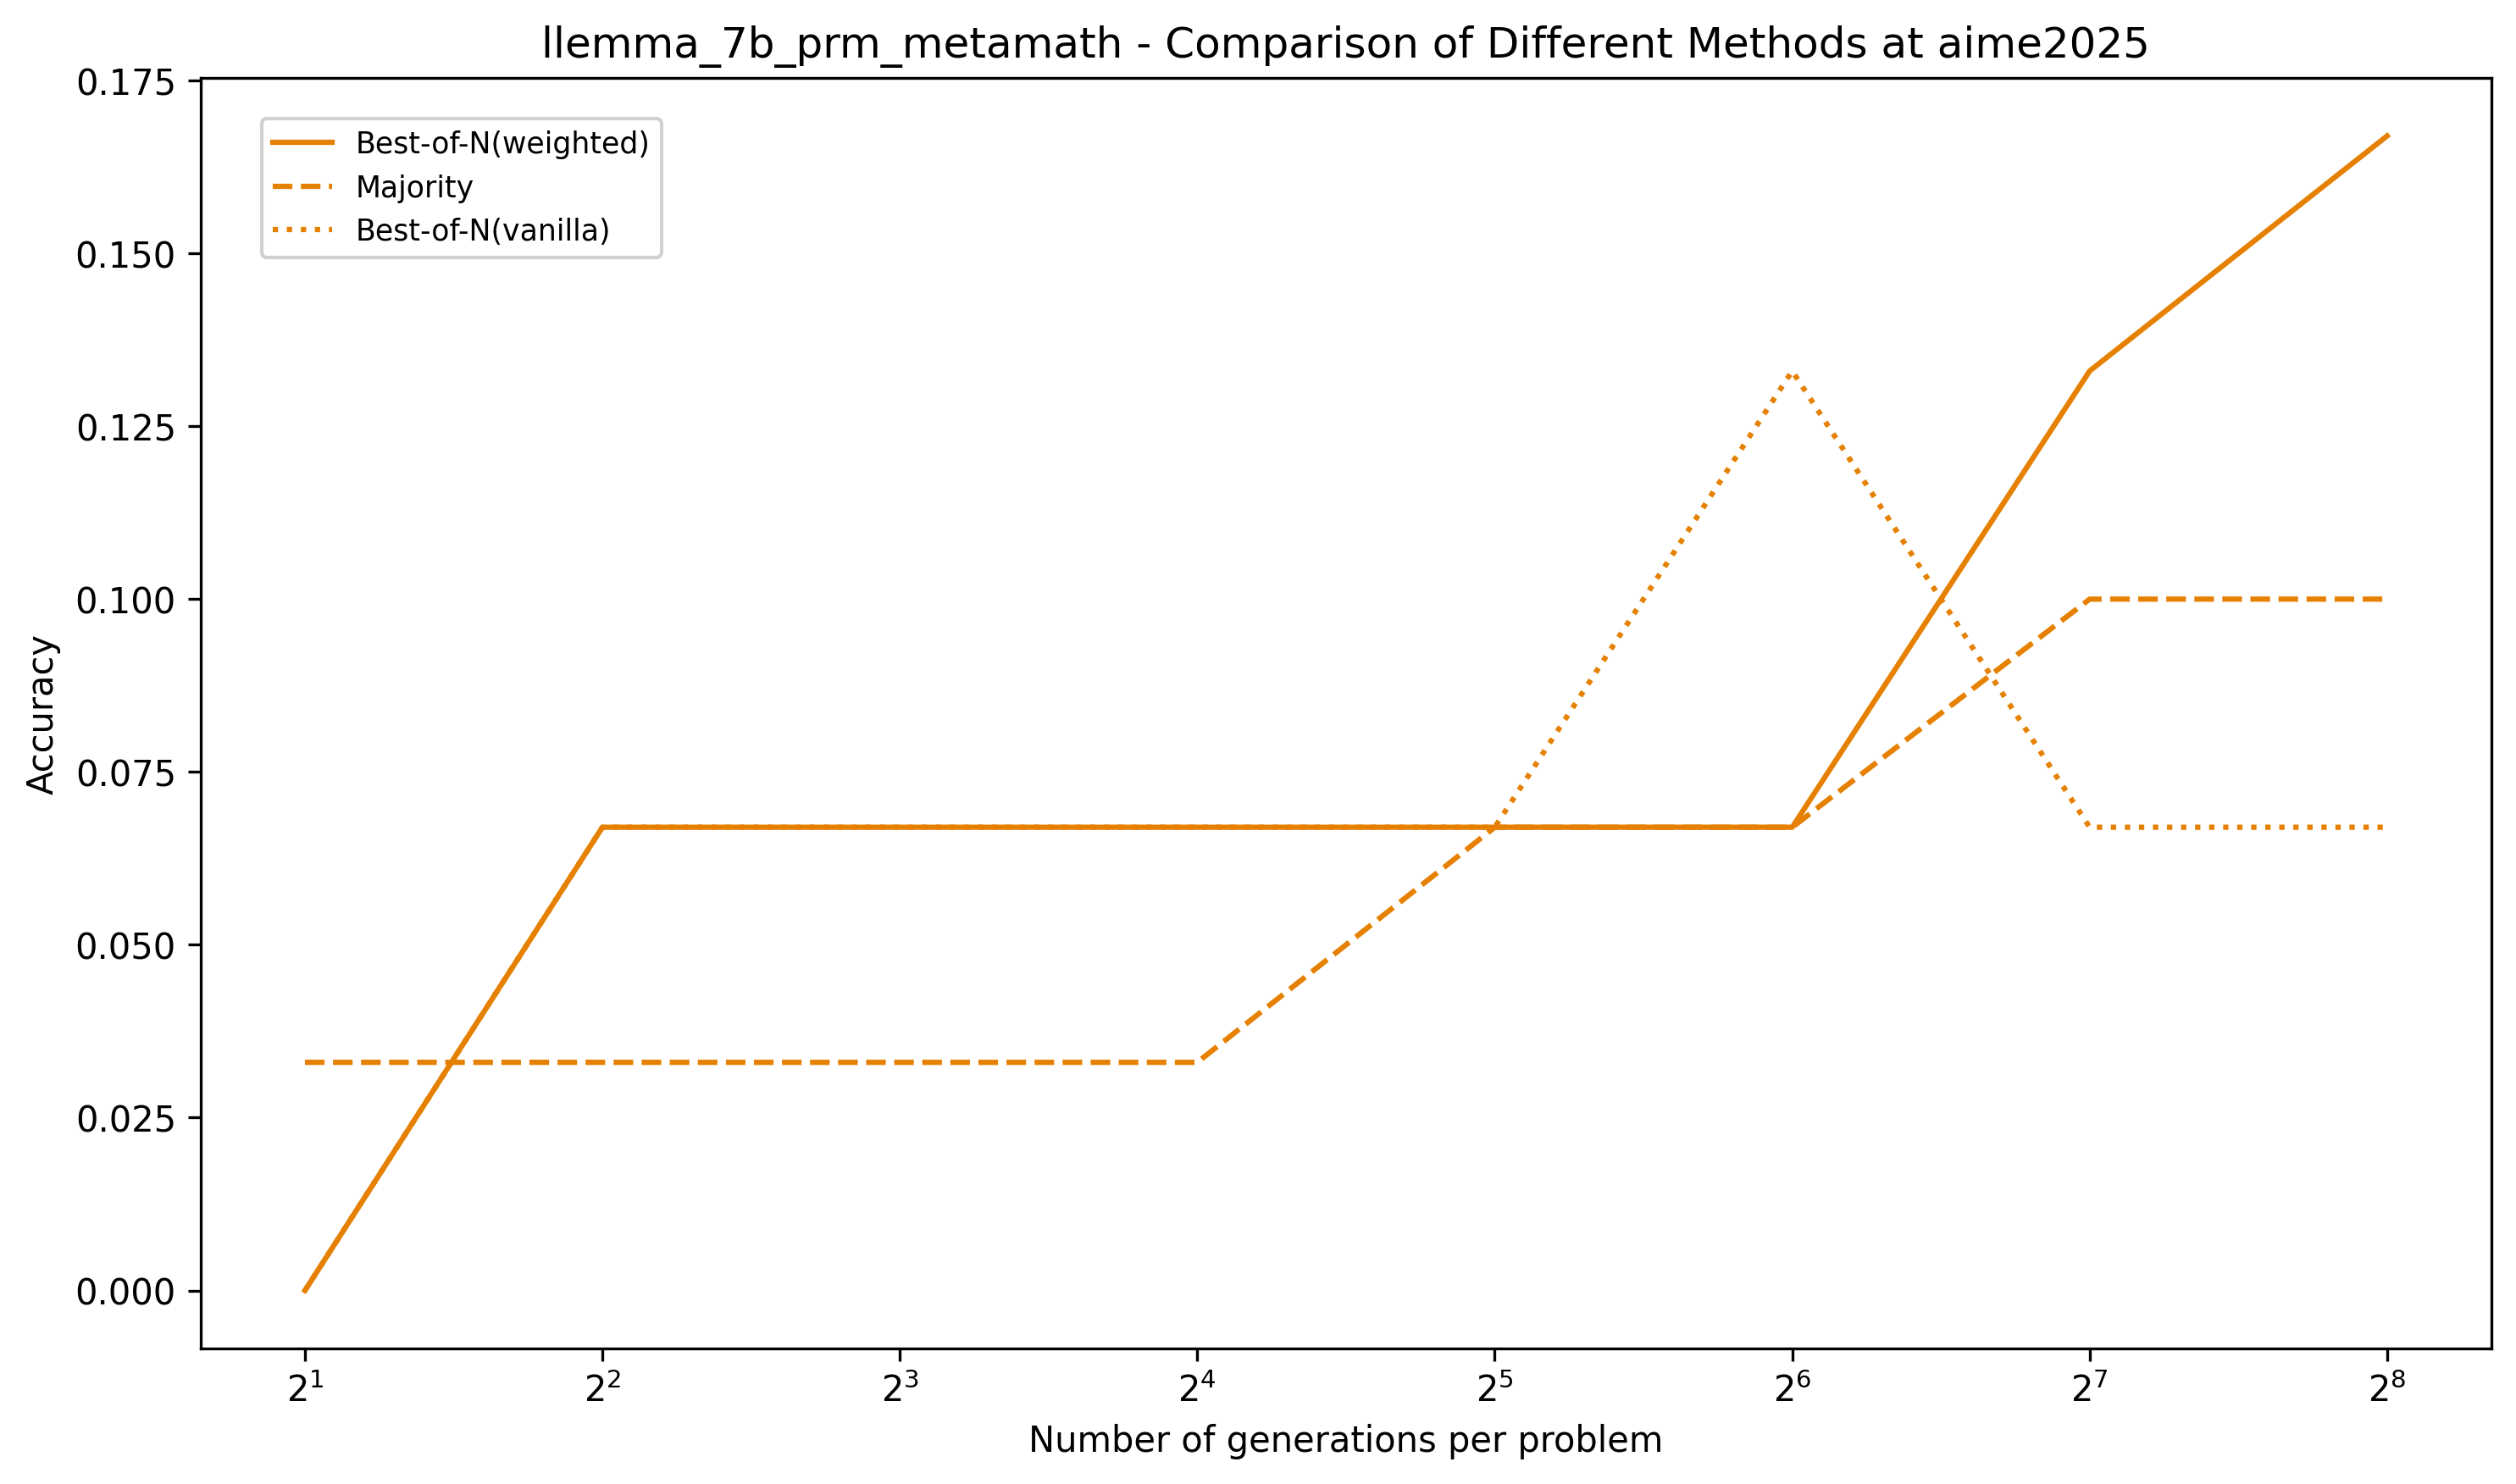 llemma_7b_prm_metamath - Comparison of Different Methods at aime2025
0.175
0.150
0.125
0.100
0.075
0.050
0.025
0.000
Accuracy
Best-of-N(weighted)
Majority
Best-of-N(vanilla)
2¹ 2² 2³ 2⁴ 2⁵ 2⁶ 2⁷ 2⁸
Number of generations per problem